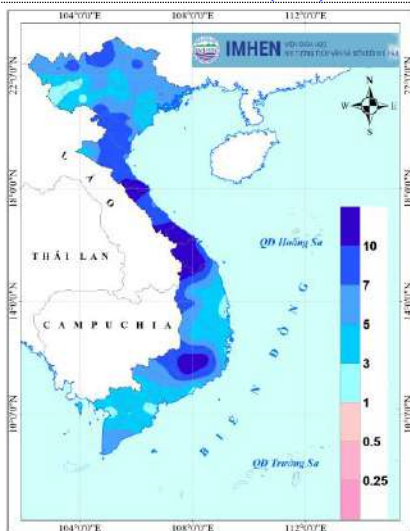 104°0'0"E 108°0'0"E 112°0'0"E
IMHEN
22°0'0"N
N
W E
S
18°0'0"N
LÀO
QĐ Hoàng Sa
THÁI LAN
14°0'0"N
CAMPUCHIA
BIỂN ĐÔNG
10°0'0"N
QĐ Trường Sa
10
7
5
3
1
0.5
0.25
104°0'0"E 108°0'0"E 112°0'0"E